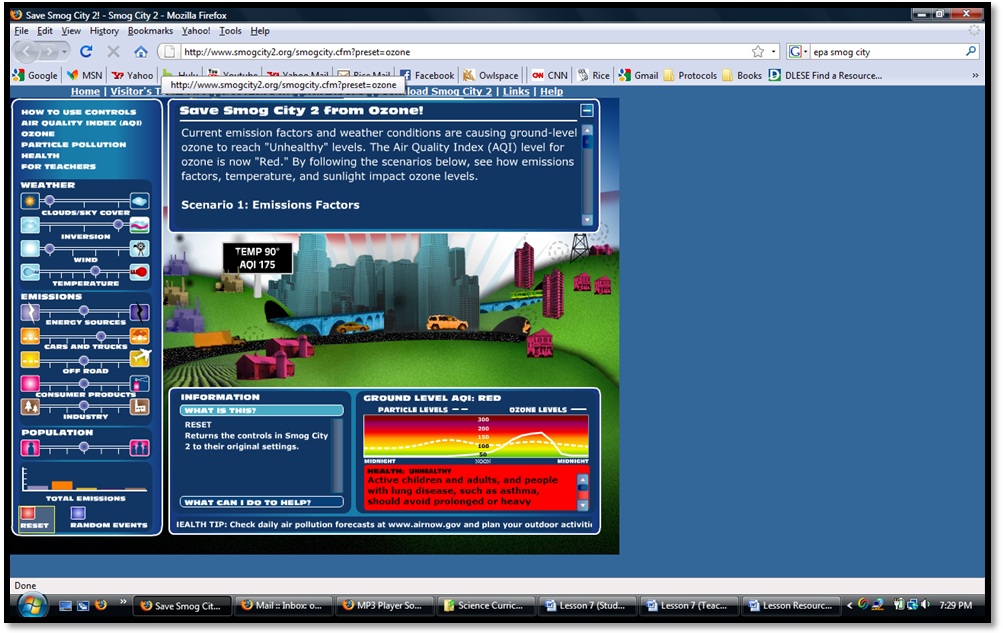 Save Smog City 2! - Smog City 2 - Mozilla Firefox
File Edit View History Bookmarks Yahoo! Tools Help
http://www.smogcity2.org/smogcity.cfm?preset=ozone
epa smog city
Google MSN Yahoo Hulu Youtube Yahoo Mail Rice Mail Facebook Owlspace CNN Rice Gmail Protocols Books DLESE Find a Resource... »
http://www.smogcity2.org/smogcity.cfm?preset=ozone
Home | Visitor's T Download Smog City 2 | Links | Help
HOW TO USE CONTROLS
AIR QUALITY INDEX (AQI)
OZONE
PARTICLE POLLUTION
HEALTH
FOR TEACHERS
WEATHER
CLOUDS/SKY COVER
INVERSION
WIND
TEMPERATURE
EMISSIONS
ENERGY SOURCES
CARS AND TRUCKS
OFF ROAD
CONSUMER PRODUCTS
INDUSTRY
POPULATION
TOTAL EMISSIONS
RESET RANDOM EVENTS
Save Smog City 2 From Ozone!
Current emission factors and weather conditions are causing ground-level
ozone to reach "Unhealthy" levels. The Air Quality Index (AQI) level for
ozone is now "Red." By following the scenarios below, see how emissions
factors, temperature, and sunlight impact ozone levels.
Scenario 1: Emissions Factors
TEMP 90°
AQI 175
INFORMATION
WHAT IS THIS?
RESET
Returns the controls in Smog City
2 to their original settings.
WHAT CAN I DO TO HELP?
GROUND LEVEL AQI: RED
PARTICLE LEVELS OZONE LEVELS
300
200
150
100
50
MIDNIGHT NOON MIDNIGHT
HEALTH: UNHEALTHY
Active children and adults, and people
with lung disease, such as asthma,
should avoid prolonged or heavy
HEALTH TIP: Check daily air pollution forecasts at www.airnow.gov and plan your outdoor activiti
Done
» Save Smog Cit... Mail :: Inbox: o... MP3 Player So... Science Curric... Lesson 7 (Stud... Lesson 7 (Teac... Lesson Resourc... < 7:29 PM